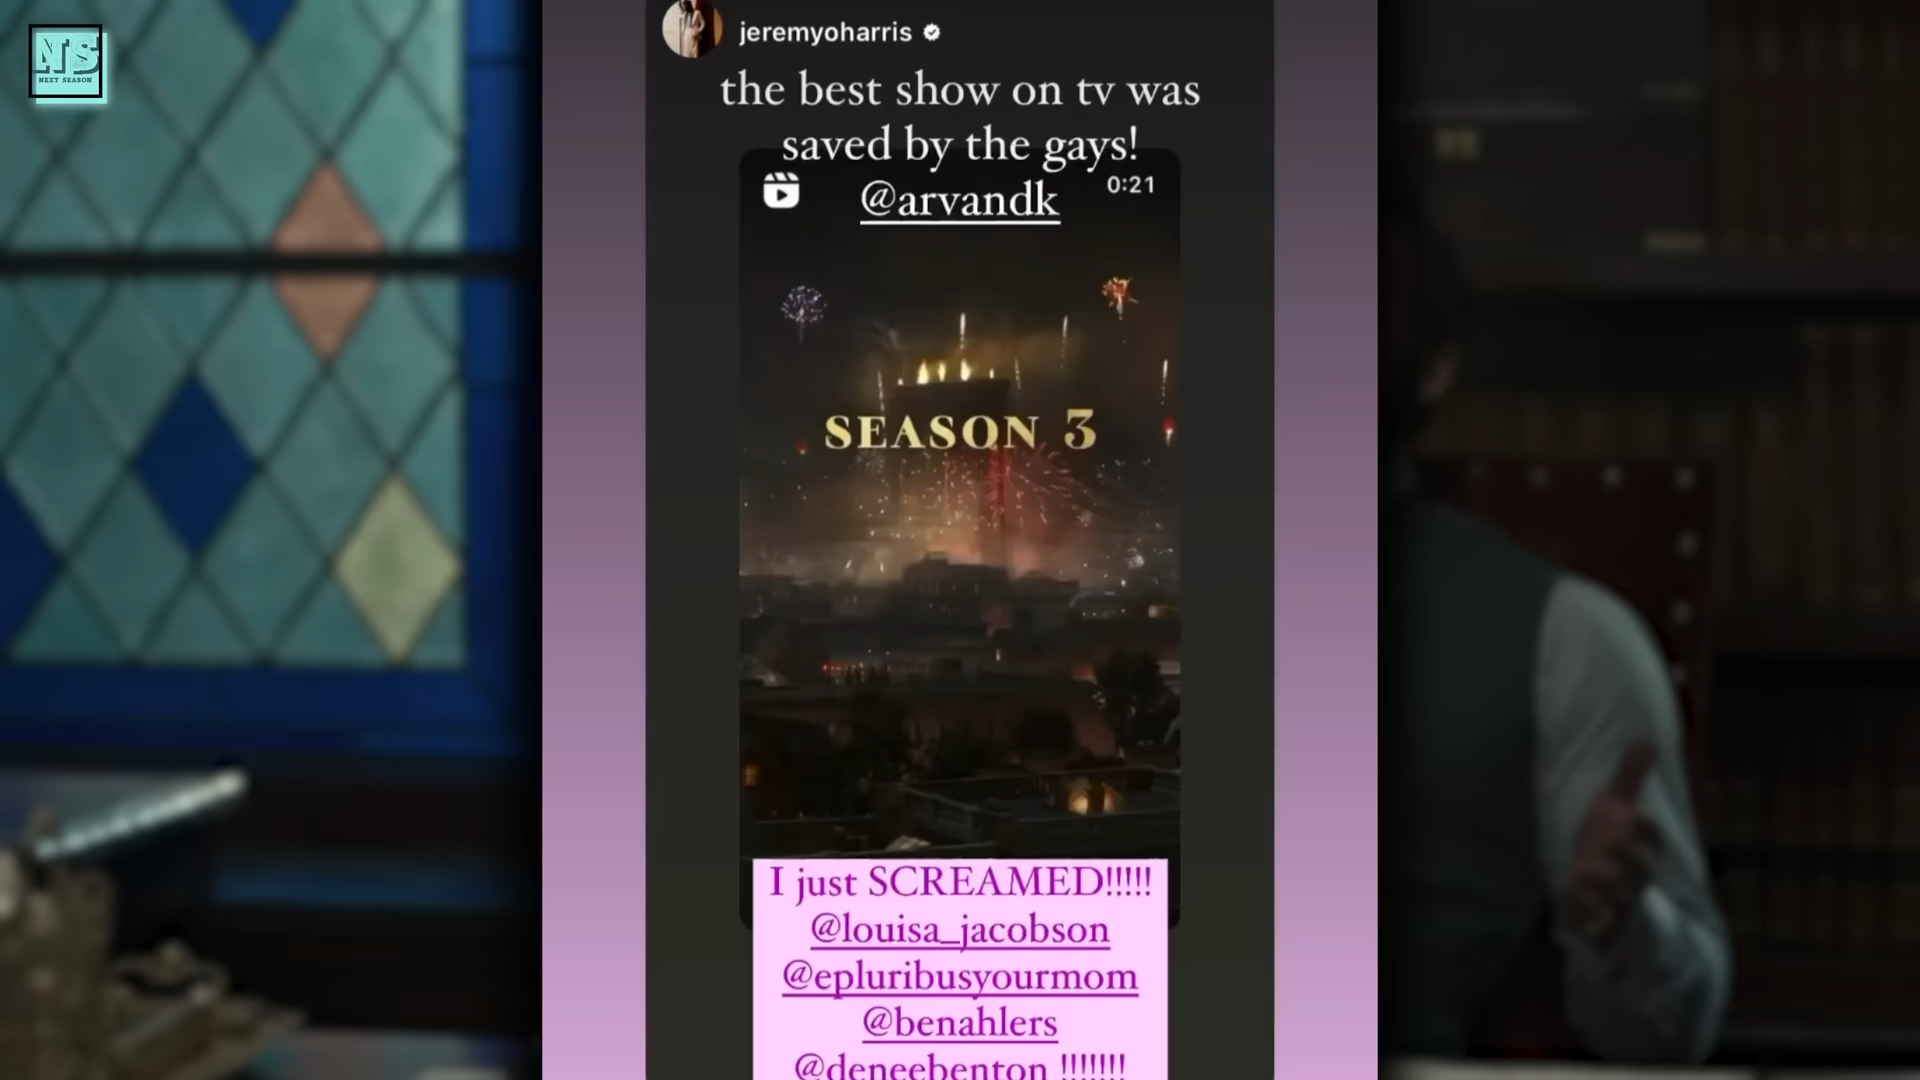 NS
NEXT SEASON
jeremyoharris
the best show on tv was
saved by the gays!
@arvandk
0:21
SEASON 3
I just SCREAMED!!!!!
@louisa_jacobson
@epluribusyourmom
@benahlers
@deneebenton !!!!!!!